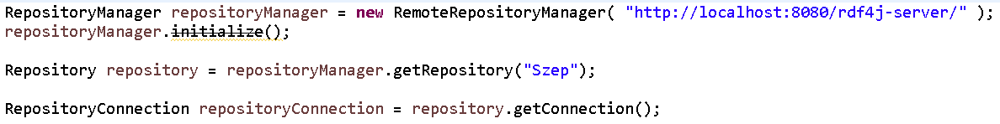 RepositoryManager repositoryManager = new RemoteRepositoryManager( "http://localhost:8080/rdf4j-server/" );
repositoryManager.initialize();
Repository repository = repositoryManager.getRepository("Szep");
RepositoryConnection repositoryConnection = repository.getConnection();